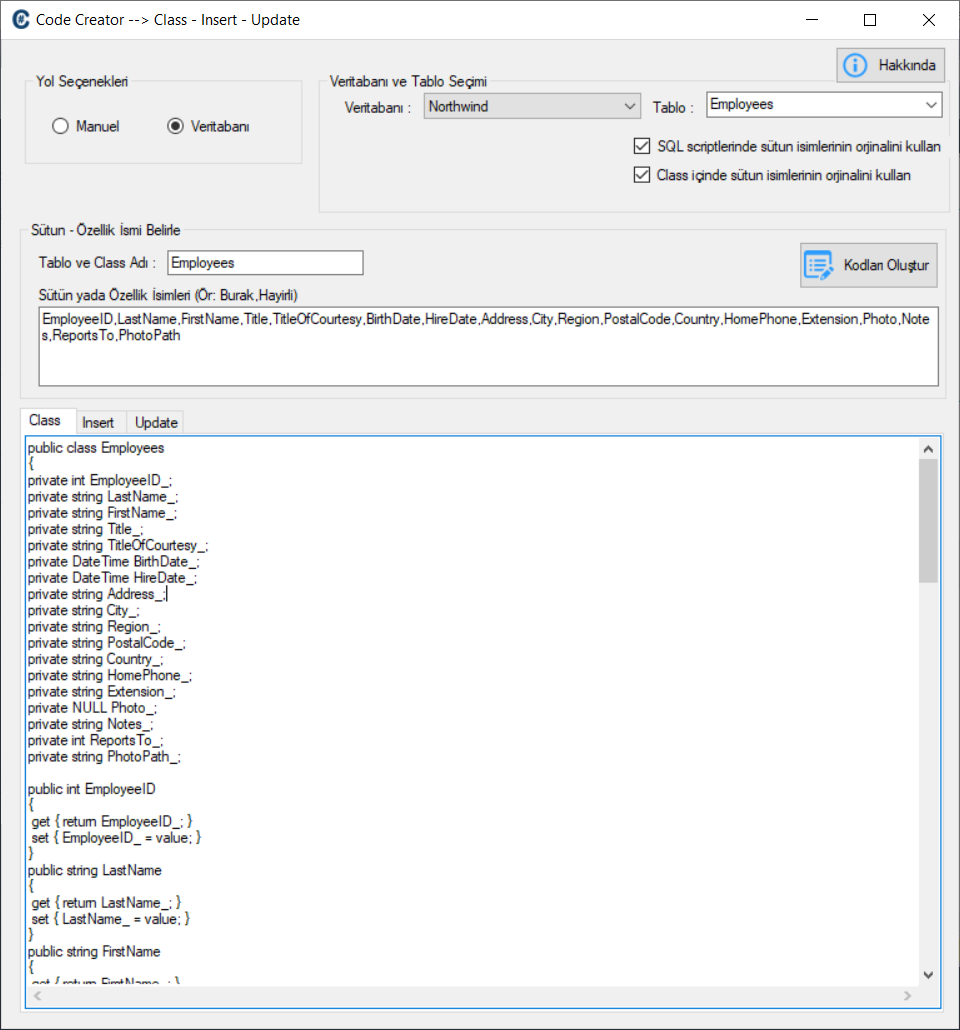 Code Creator --> Class - Insert - Update
Hakkında
Yol Seçenekleri
Manuel
Veritabanı
Veritabanı ve Tablo Seçimi
Veritabanı :
Northwind
Tablo :
Employees
SQL scriptlerinde sütun isimlerinin orjinalini kullan
Class içinde sütun isimlerinin orjinalini kullan
Sütun - Özellik İsmi Belirle
Tablo ve Class Adı :
Employees
Kodları Oluştur
Sütün yada Özellik İsimleri (Ör: Burak,Hayirli)
EmployeeID,LastName,FirstName,Title,TitleOfCourtesy,BirthDate,HireDate,Address,City,Region,PostalCode,Country,HomePhone,Extension,Photo,Note
s,ReportsTo,PhotoPath
Class
Insert
Update
public class Employees
{
private int EmployeeID_;
private string LastName_;
private string FirstName_;
private string Title_;
private string TitleOfCourtesy_;
private DateTime BirthDate_;
private DateTime HireDate_;
private string Address_;
private string City_;
private string Region_;
private string PostalCode_;
private string Country_;
private string HomePhone_;
private string Extension_;
private NULL Photo_;
private string Notes_;
private int ReportsTo_;
private string PhotoPath_;
public int EmployeeID
{
get { return EmployeeID_; }
set { EmployeeID_ = value; }
}
public string LastName
{
get { return LastName_; }
set { LastName_ = value; }
}
public string FirstName
{
get { return FirstName_; }